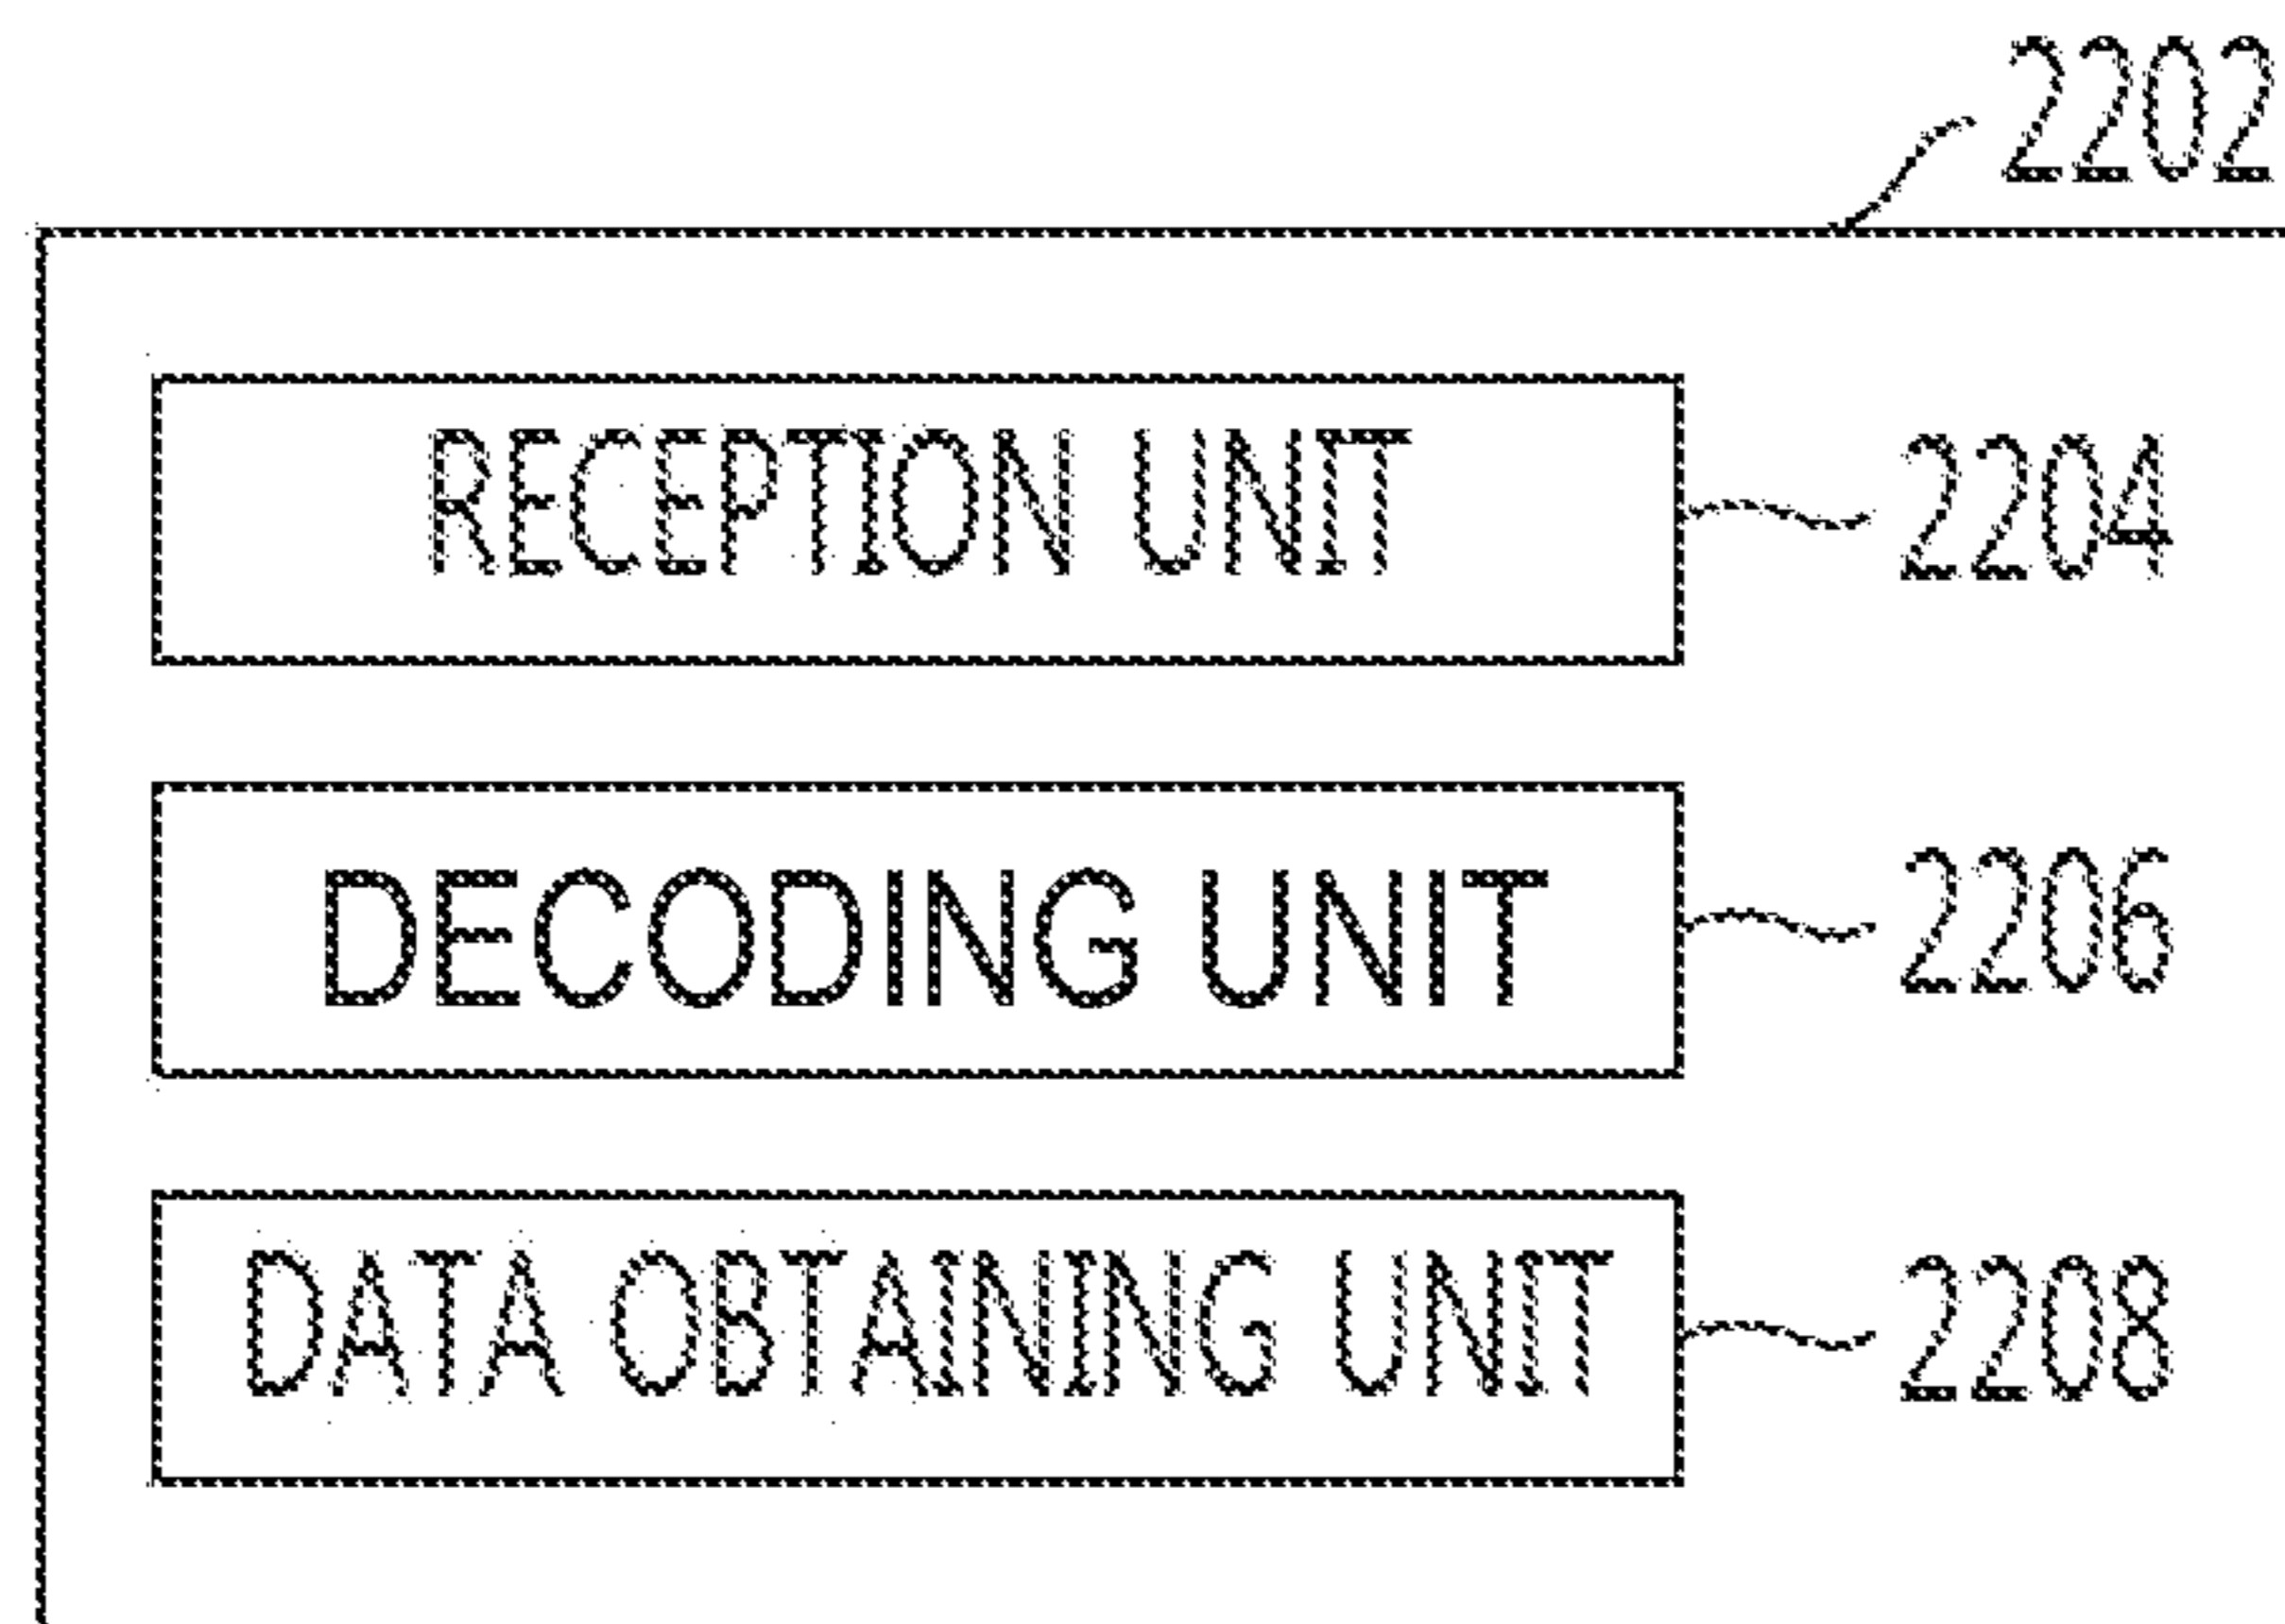 2202
RECEPTION UNIT 2204
DECODING UNIT 2206
DATA OBTAINING UNIT 2208